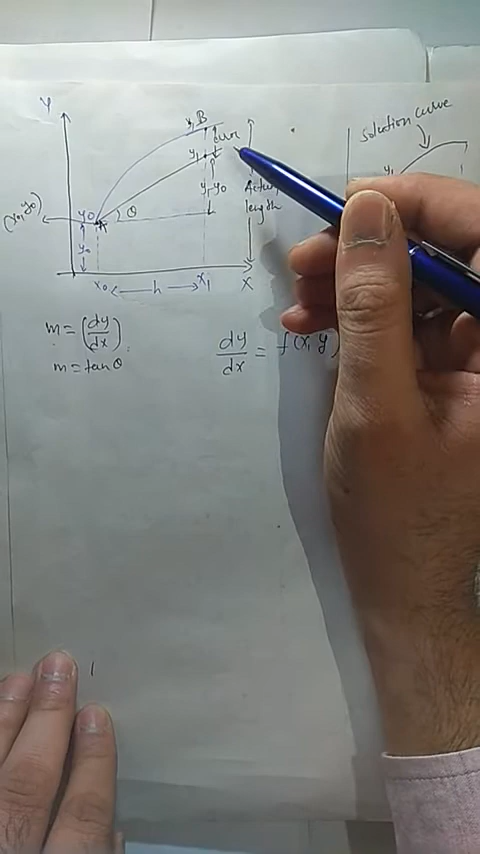 Y
Solution curve
B
y₁
y₁
y₁-y₀
Actual
length
(x₀, y₀)
y₀
θ
y₀
x₀
h
x₁
X
m = (dy/dx)
m = tanθ
dy/dx = f(x, y)